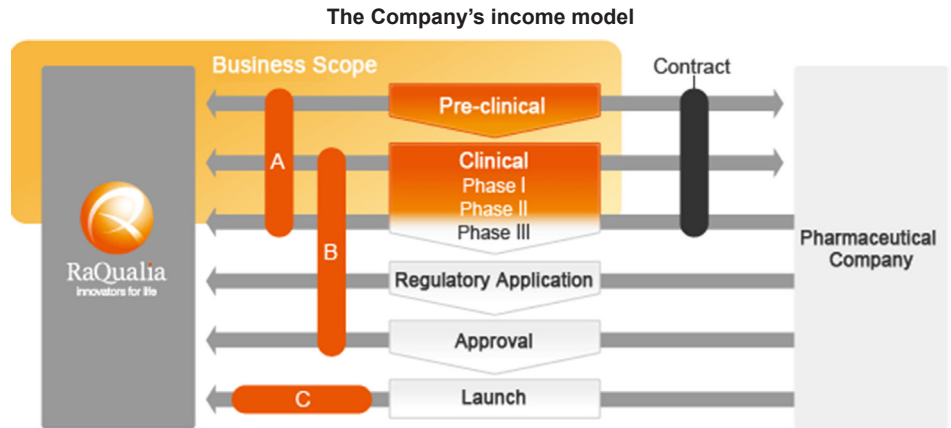 The Company's income model
Business Scope
Contract
Pre-clinical
A
Clinical
Phase I
Phase II
Phase III
B
RaQualia
innovators for life
Pharmaceutical
Company
Regulatory Application
Approval
C
Launch